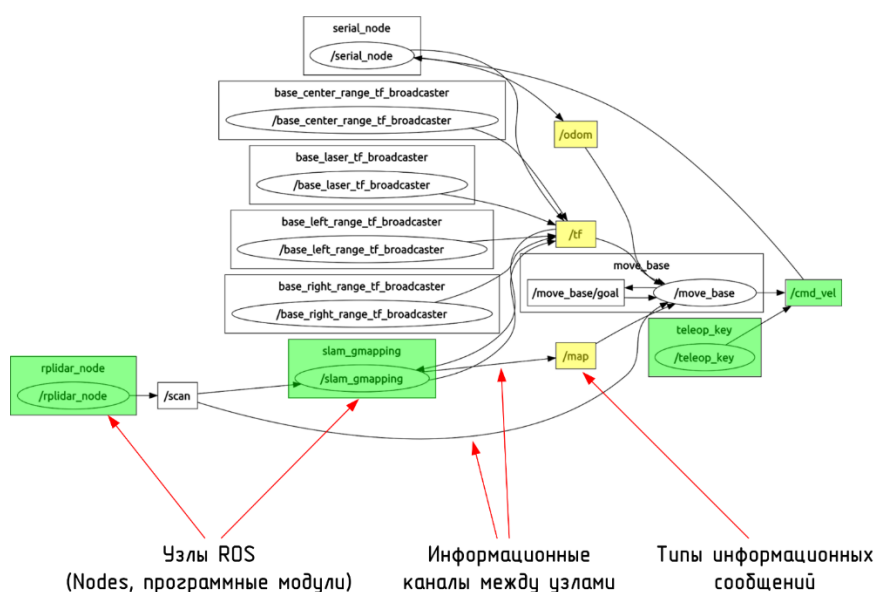 serial_node
/serial_node
base_center_range_tf_broadcaster
/base_center_range_tf_broadcaster
/odom
base_laser_tf_broadcaster
/base_laser_tf_broadcaster
base_left_range_tf_broadcaster
/base_left_range_tf_broadcaster
/tf
move_base
base_right_range_tf_broadcaster
/move_base/goal
/move_base
/cmd_vel
/base_right_range_tf_broadcaster
teleop_key
/teleop_key
slam_gmapping
/slam_gmapping
/map
rplidar_node
/rplidar_node
/scan
Узлы ROS
(Nodes, программные модули)
Информационные
каналы между узлами
Типы информационных
сообщений